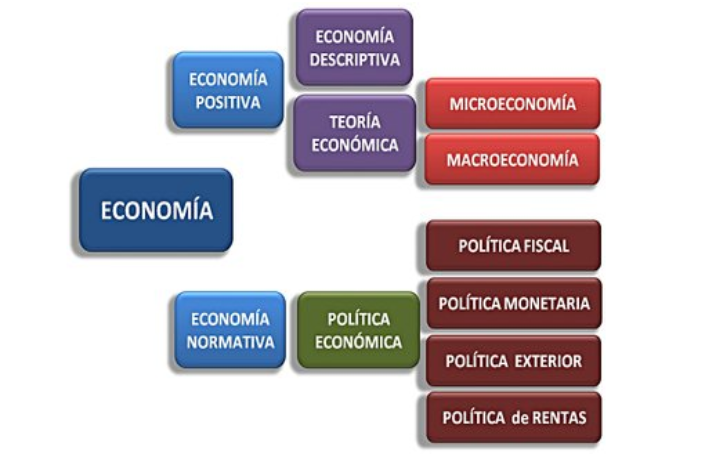 ECONOMÍA
DESCRIPTIVA
ECONOMÍA
POSITIVA
TEORÍA
ECONÓMICA
MICROECONOMÍA
MACROECONOMÍA
ECONOMÍA
POLÍTICA FISCAL
POLÍTICA MONETARIA
ECONOMÍA
NORMATIVA
POLÍTICA
ECONÓMICA
POLÍTICA EXTERIOR
POLÍTICA de RENTAS